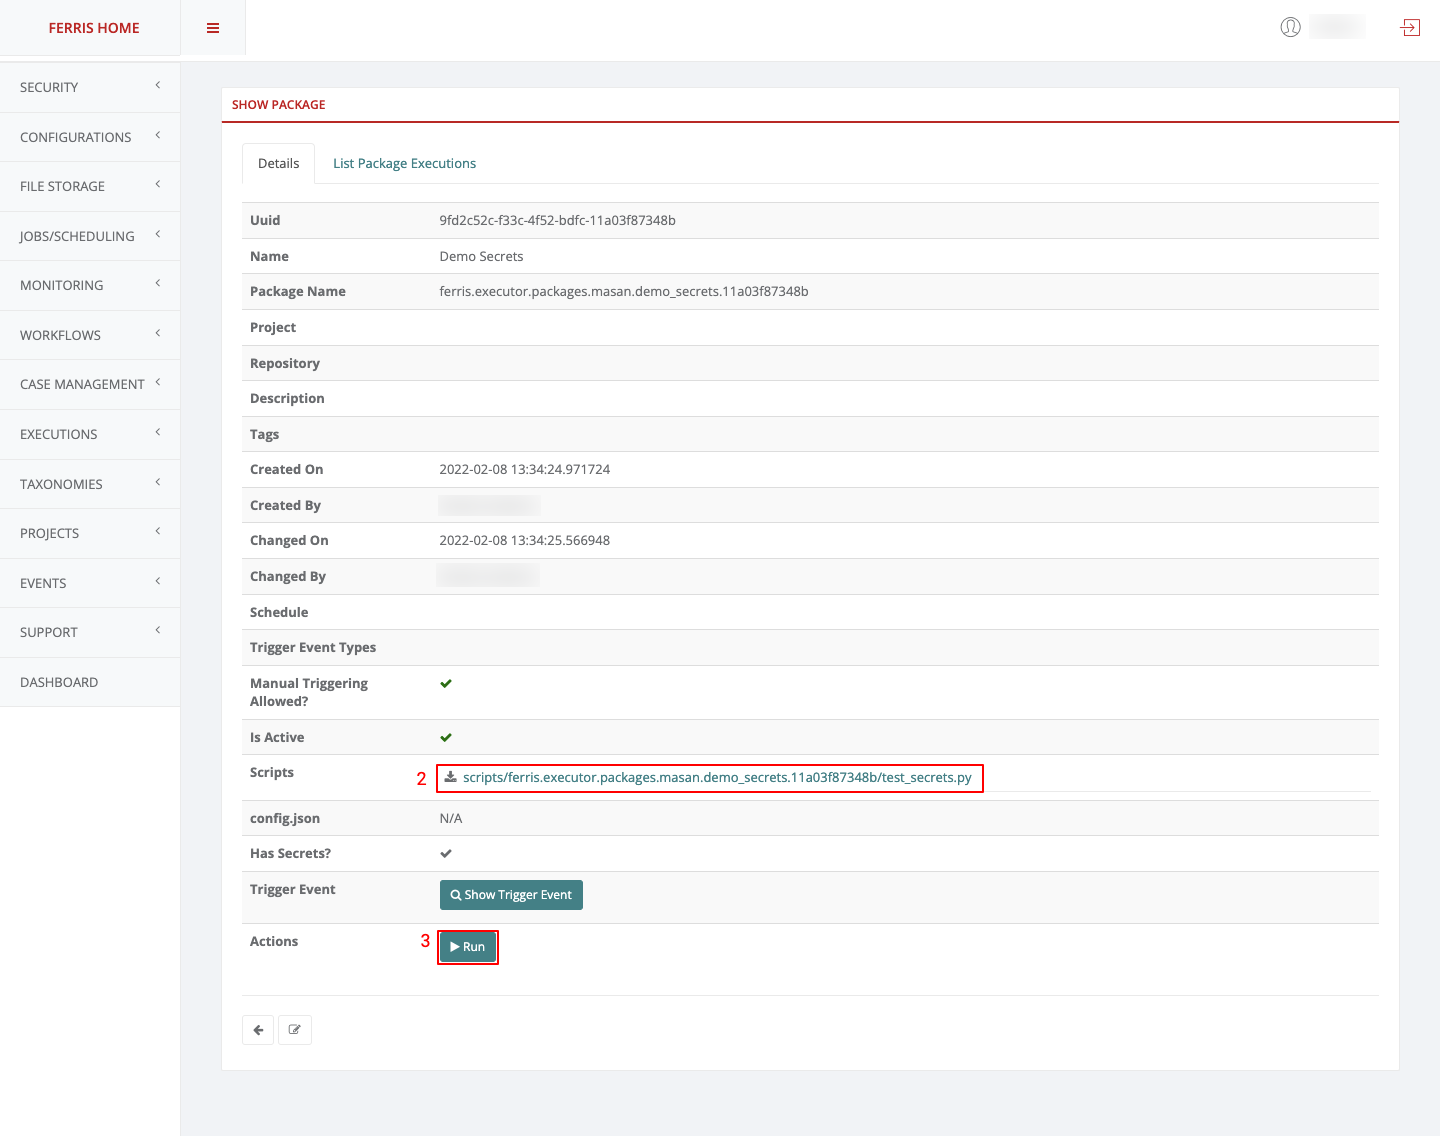 FERRIS HOME
SECURITY
CONFIGURATIONS
FILE STORAGE
JOBS/SCHEDULING
MONITORING
WORKFLOWS
CASE MANAGEMENT
EXECUTIONS
TAXONOMIES
PROJECTS
EVENTS
SUPPORT
DASHBOARD
SHOW PACKAGE
Details List Package Executions
Uuid 9fd2c52c-f33c-4f52-bdfc-11a03f87348b
Name Demo Secrets
Package Name ferris.executor.packages.masan.demo_secrets.11a03f87348b
Project
Repository
Description
Tags
Created On 2022-02-08 13:34:24.971724
Created By
Changed On 2022-02-08 13:34:25.566948
Changed By
Schedule
Trigger Event Types
Manual Triggering
Allowed?
Is Active
Scripts 2 scripts/ferris.executor.packages.masan.demo_secrets.11a03f87348b/test_secrets.py
config.json N/A
Has Secrets?
Trigger Event Show Trigger Event
Actions 3 Run